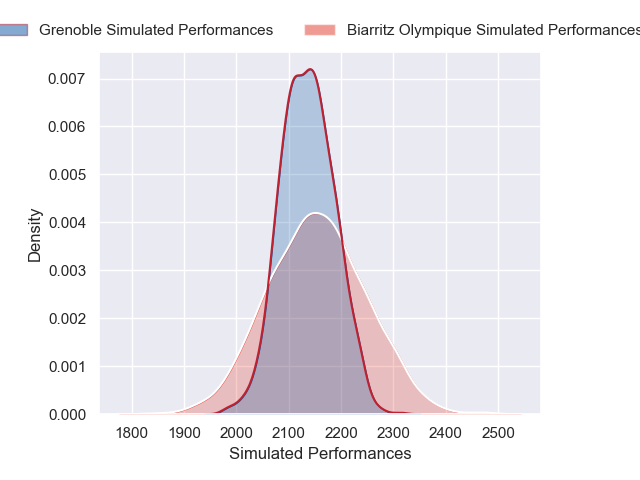 Grenoble Simulated Performances Biarritz Olympique Simulated Performances
0.007
0.006
0.005
0.004
0.003
0.002
0.001
0.000
Density
1800 1900 2000 2100 2200 2300 2400 2500
Simulated Performances